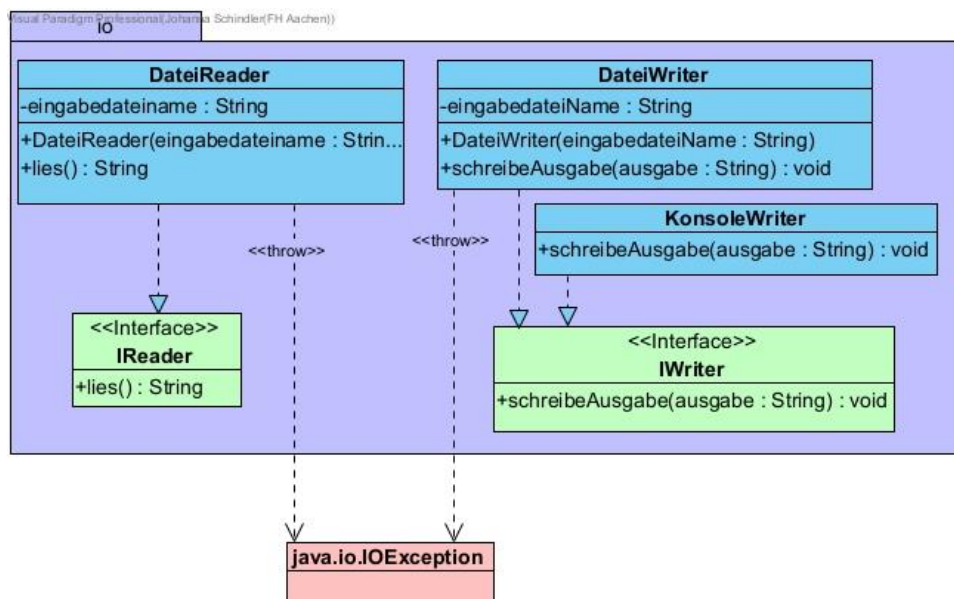 Visual Paradigm Professional(Johanna Schindler(FH Aachen))
io
DateiReader
-eingabedateiname : String
+DateiReader(eingabedateiname : Strin...
+lies() : String
DateiWriter
-eingabedateiName : String
+DateiWriter(eingabedateiName : String)
+schreibeAusgabe(ausgabe : String) : void
KonsoleWriter
+schreibeAusgabe(ausgabe : String) : void
<<throw>>
<<throw>>
<<Interface>>
IReader
+lies() : String
<<Interface>>
IWriter
+schreibeAusgabe(ausgabe : String) : void
java.io.IOException